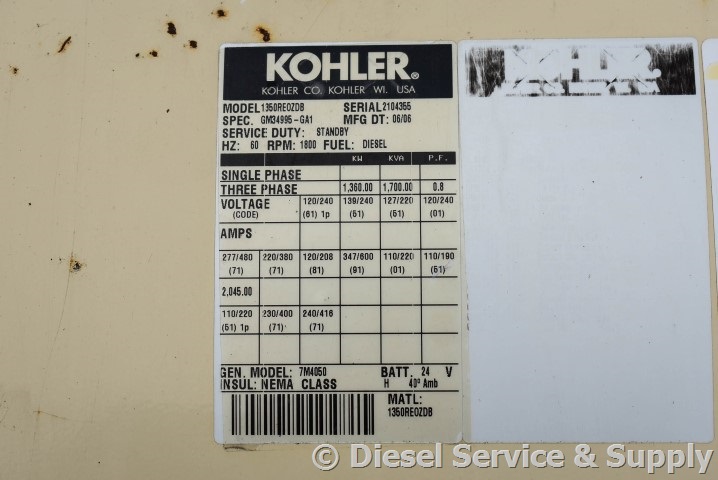 KOHLER®
KOHLER CO. KOHLER WI. USA
MODEL 1350REOZDB SERIAL 2104355
SPEC. GM34995-GA1 MFG DT: 06/06
SERVICE DUTY: STANDBY
HZ: 60 RPM: 1800 FUEL: DIESEL
KW KVA P.F.
SINGLE PHASE
THREE PHASE 1,360.00 1,700.00 0.8
VOLTAGE 120/240 139/240 127/220 120/240
(CODE) (61) 1p (51) (51) (01)
AMPS
277/480 220/380 120/208 347/600 110/220 110/190
(71) (71) (81) (91) (01) (51)
2,045.00
110/220 230/400 240/416
(51) 1p (71) (71)
GEN. MODEL: 7M4050 BATT. 24 V
INSUL: NEMA CLASS H 40° Amb
MATL:
1350REOZDB
KOHLER
© Diesel Service & Supply